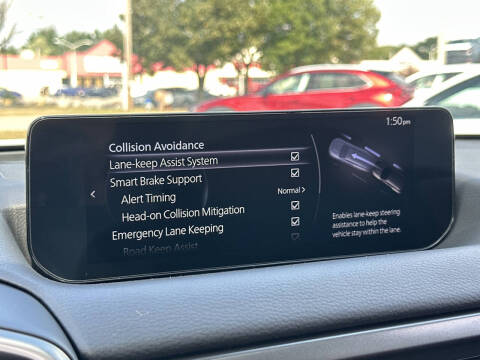 1:50pm
Collision Avoidance
Lane-keep Assist System
Smart Brake Support
Alert Timing Normal
Head-on Collision Mitigation
Emergency Lane Keeping
Road Keep Assist
Enables lane-keep steering
assistance to help the
vehicle stay within the lane.